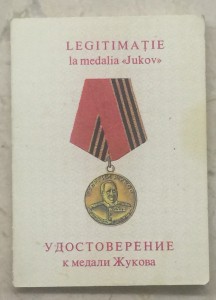 LEGITIMAȚIE
la medalia «Jukov»
УДОСТОВЕРЕНИЕ
к медали Жукова